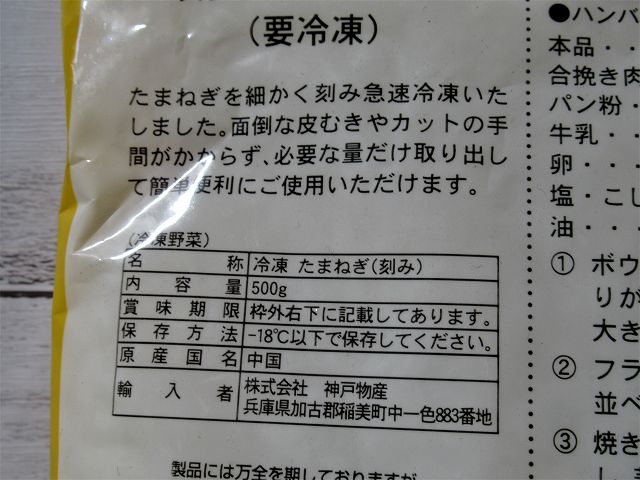 (要冷凍)
たまねぎを細かく刻み急速冷凍いた
しました。面倒な皮むきやカットの手
間がかからず、必要な量だけ取り出し
て簡単便利にご使用いただけます。
(冷凍野菜)
名称 冷凍 たまねぎ(刻み)
内容量 500g
賞味期限 枠外右下に記載してあります。
保存方法 -18℃以下で保存してください。
原産国名 中国
輸入者 株式会社 神戸物産
兵庫県加古郡稲美町中一色883番地
製品には万全を期しておりますが
●ハンバ
本品・・
合挽き肉
パン粉・
牛乳・・
卵・・・
塩・こし
油・・・
① ボウ
りが
大き
② フラ
並べ
③ 焼き